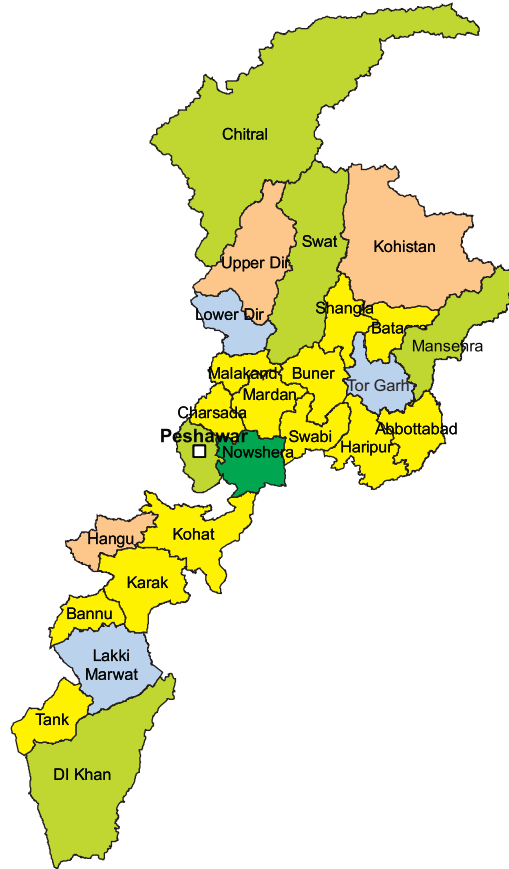 Chitral
Swat
Kohistan
Upper Dir
Shangla
Lower Dir
Bata
Mansehra
Malakand
Buner
Tor Garh
Mardan
Charsada
Abbottabad
Peshawar
Swabi
Haripur
Nowshera
Kohat
Hangu
Karak
Bannu
Lakki
Marwat
Tank
DI Khan